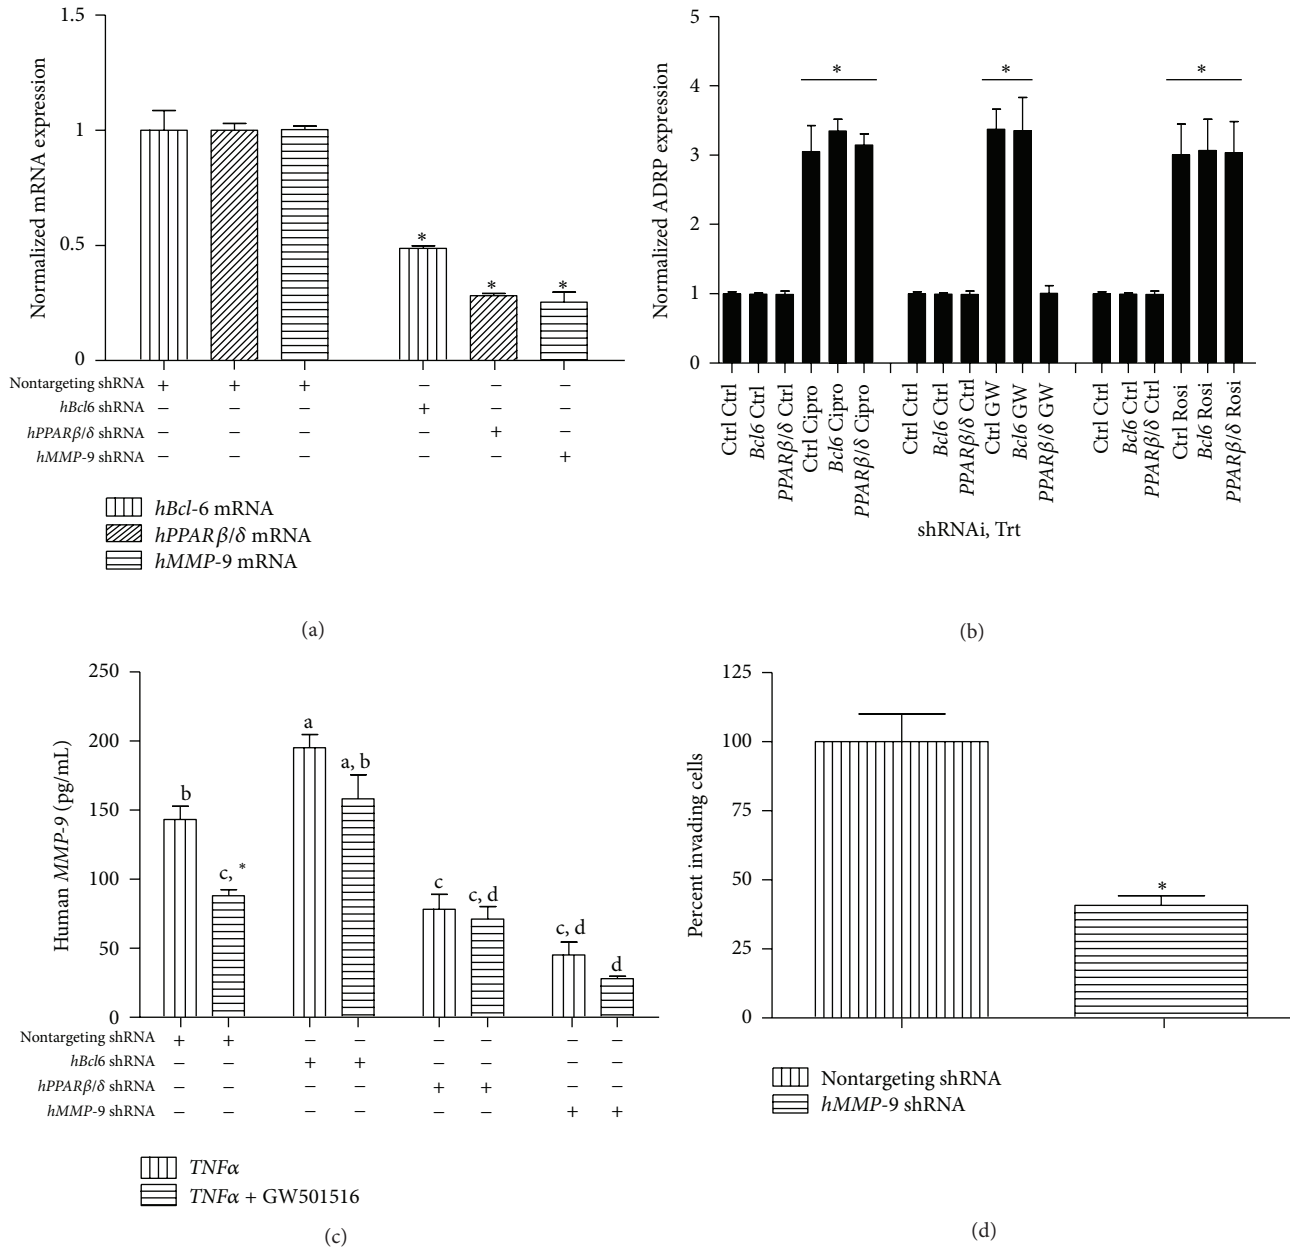 1.5
1
0.5
0
Normalized mRNA expression
* * *
Nontargeting shRNA + + + − − −
hBcl6 shRNA − − − + − −
hPPARβ/δ shRNA − − − − + −
hMMP-9 shRNA − − − − − +
hBcl-6 mRNA
hPPARβ/δ mRNA
hMMP-9 mRNA
(a)
5
4
3
2
1
0
Normalized ADRP expression
* * *
Ctrl Ctrl
Bcl6 Ctrl
PPARβ/δ Ctrl
Ctrl Cipro
Bcl6 Cipro
PPARβ/δ Cipro
Ctrl Ctrl
Bcl6 Ctrl
PPARβ/δ Ctrl
Ctrl GW
Bcl6 GW
PPARβ/δ GW
Ctrl Ctrl
Bcl6 Ctrl
PPARβ/δ Ctrl
Ctrl Rosi
Bcl6 Rosi
PPARβ/δ Rosi
shRNAi, Trt
(b)
250
200
150
100
50
0
Human MMP-9 (pg/mL)
b c, * a a, b c c, d c, d d
Nontargeting shRNA + + − − − − − −
hBcl6 shRNA − − + + − − − −
hPPARβ/δ shRNA − − − − + + − −
hMMP-9 shRNA − − − − − − + +
TNFα
TNFα + GW501516
(c)
125
100
75
50
25
0
Percent invading cells
*
Nontargeting shRNA
hMMP-9 shRNA
(d)